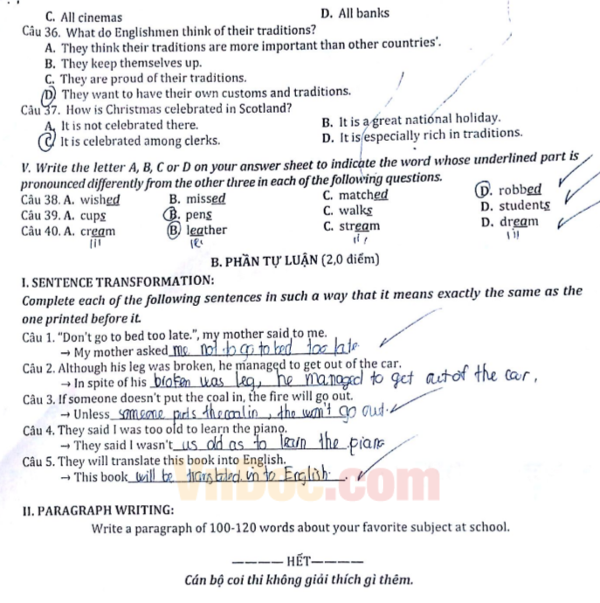 C. All cinemas D. All banks
Câu 36. What do Englishmen think of their traditions?
A. They think their traditions are more important than other countries'.
B. They keep themselves up.
C. They are proud of their traditions.
D. They want to have their own customs and traditions.
Câu 37. How is Christmas celebrated in Scotland?
A. It is not celebrated there. B. It is a great national holiday.
C. It is celebrated among clerks. D. It is especially rich in traditions.
V. Write the letter A, B, C or D on your answer sheet to indicate the word whose underlined part is
pronounced differently from the other three in each of the following questions.
Câu 38. A. wished B. missed C. matched D. robbed
Câu 39. A. cups B. pens C. walks D. students
Câu 40. A. cream B. leather C. stream D. dream
B. PHẦN TỰ LUẬN (2,0 điểm)
I. SENTENCE TRANSFORMATION:
Complete each of the following sentences in such a way that it means exactly the same as the
one printed before it.
Câu 1. "Don't go to bed too late.", my mother said to me.
→ My mother asked me not to go to bed too late
Câu 2. Although his leg was broken, he managed to get out of the car.
→ In spite of his broken was leg, he managed to get out of the car.
Câu 3. If someone doesn't put the coal in, the fire will go out.
→ Unless someone puts the coal in, the won't go out.
Câu 4. They said I was too old to learn the piano.
→ They said I wasn't us old as to learn the piano
Câu 5. They will translate this book into English.
→ This book will be translated in to English.
VnDoc.com
II. PARAGRAPH WRITING:
Write a paragraph of 100-120 words about your favorite subject at school.
———— HẾT————
Cán bộ coi thi không giải thích gì thêm.